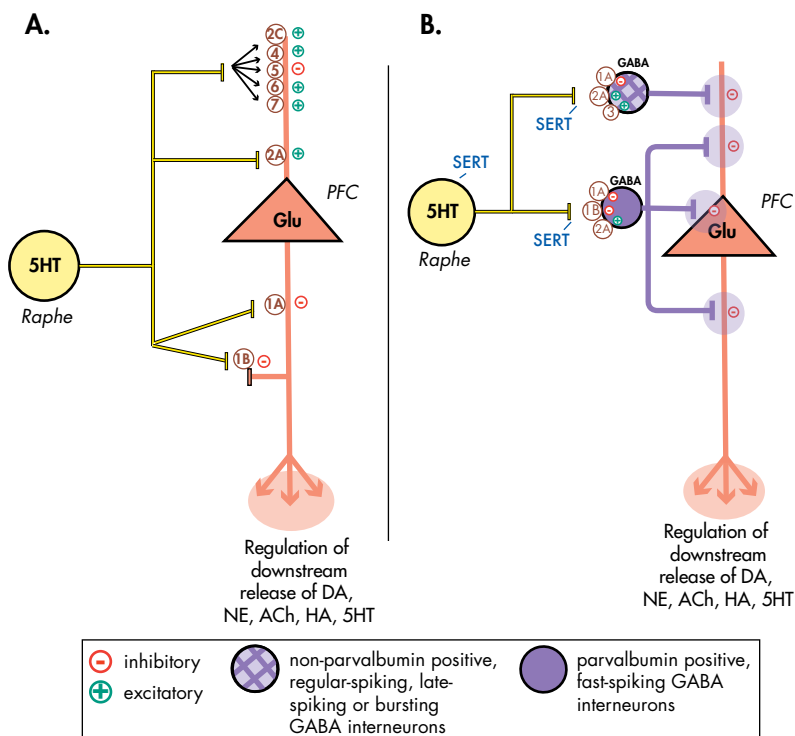 A.
2C
4
5
6
7
2A
PFC
Glu
5HT
Raphe
1A
1B
Regulation of
downstream
release of DA,
NE, ACh, HA, 5HT
B.
GABA
1A
2A
3
SERT
SERT
GABA
1A
1B
2A
5HT
Raphe
SERT
PFC
Glu
Regulation of
downstream
release of DA,
NE, ACh, HA, 5HT
inhibitory
excitatory
non-parvalbumin positive,
regular-spiking, late-
spiking or bursting
GABA interneurons
parvalbumin positive,
fast-spiking GABA
interneurons